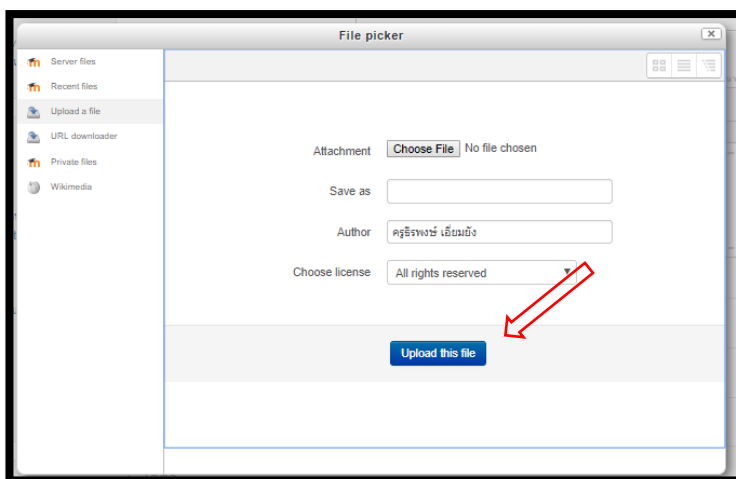 File picker
Server files
Recent files
Upload a file
URL downloader
Private files
Wikimedia
Attachment Choose File No file chosen
Save as
Author ครูธีรพงษ์ เอี่ยมยัง
Choose license All rights reserved
Upload this file